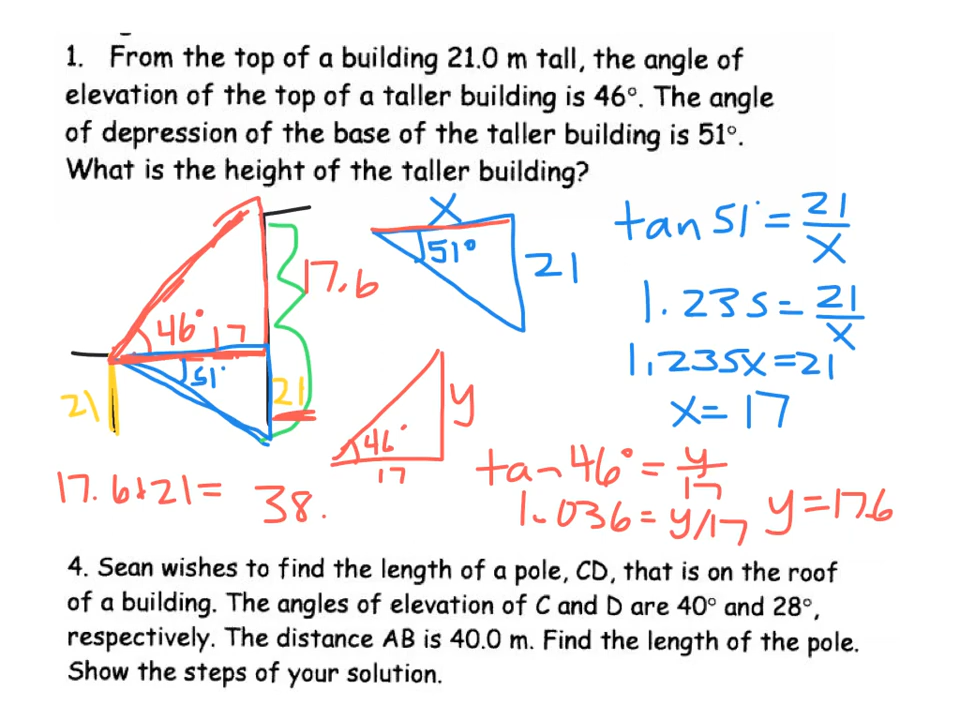 1. From the top of a building 21.0 m tall, the angle of
elevation of the top of a taller building is 46°. The angle
of depression of the base of the taller building is 51°.
What is the height of the taller building?
x
51°
21
tan 51° = 21/x
1.235 = 21/x
1.235x = 21
x = 17
17.6
46° 17
51°
21
21
46°
y
17
tan 46° = y/17
1.036 = y/17 y = 17.6
17.6 + 21 = 38.
4. Sean wishes to find the length of a pole, CD, that is on the roof
of a building. The angles of elevation of C and D are 40° and 28°,
respectively. The distance AB is 40.0 m. Find the length of the pole.
Show the steps of your solution.